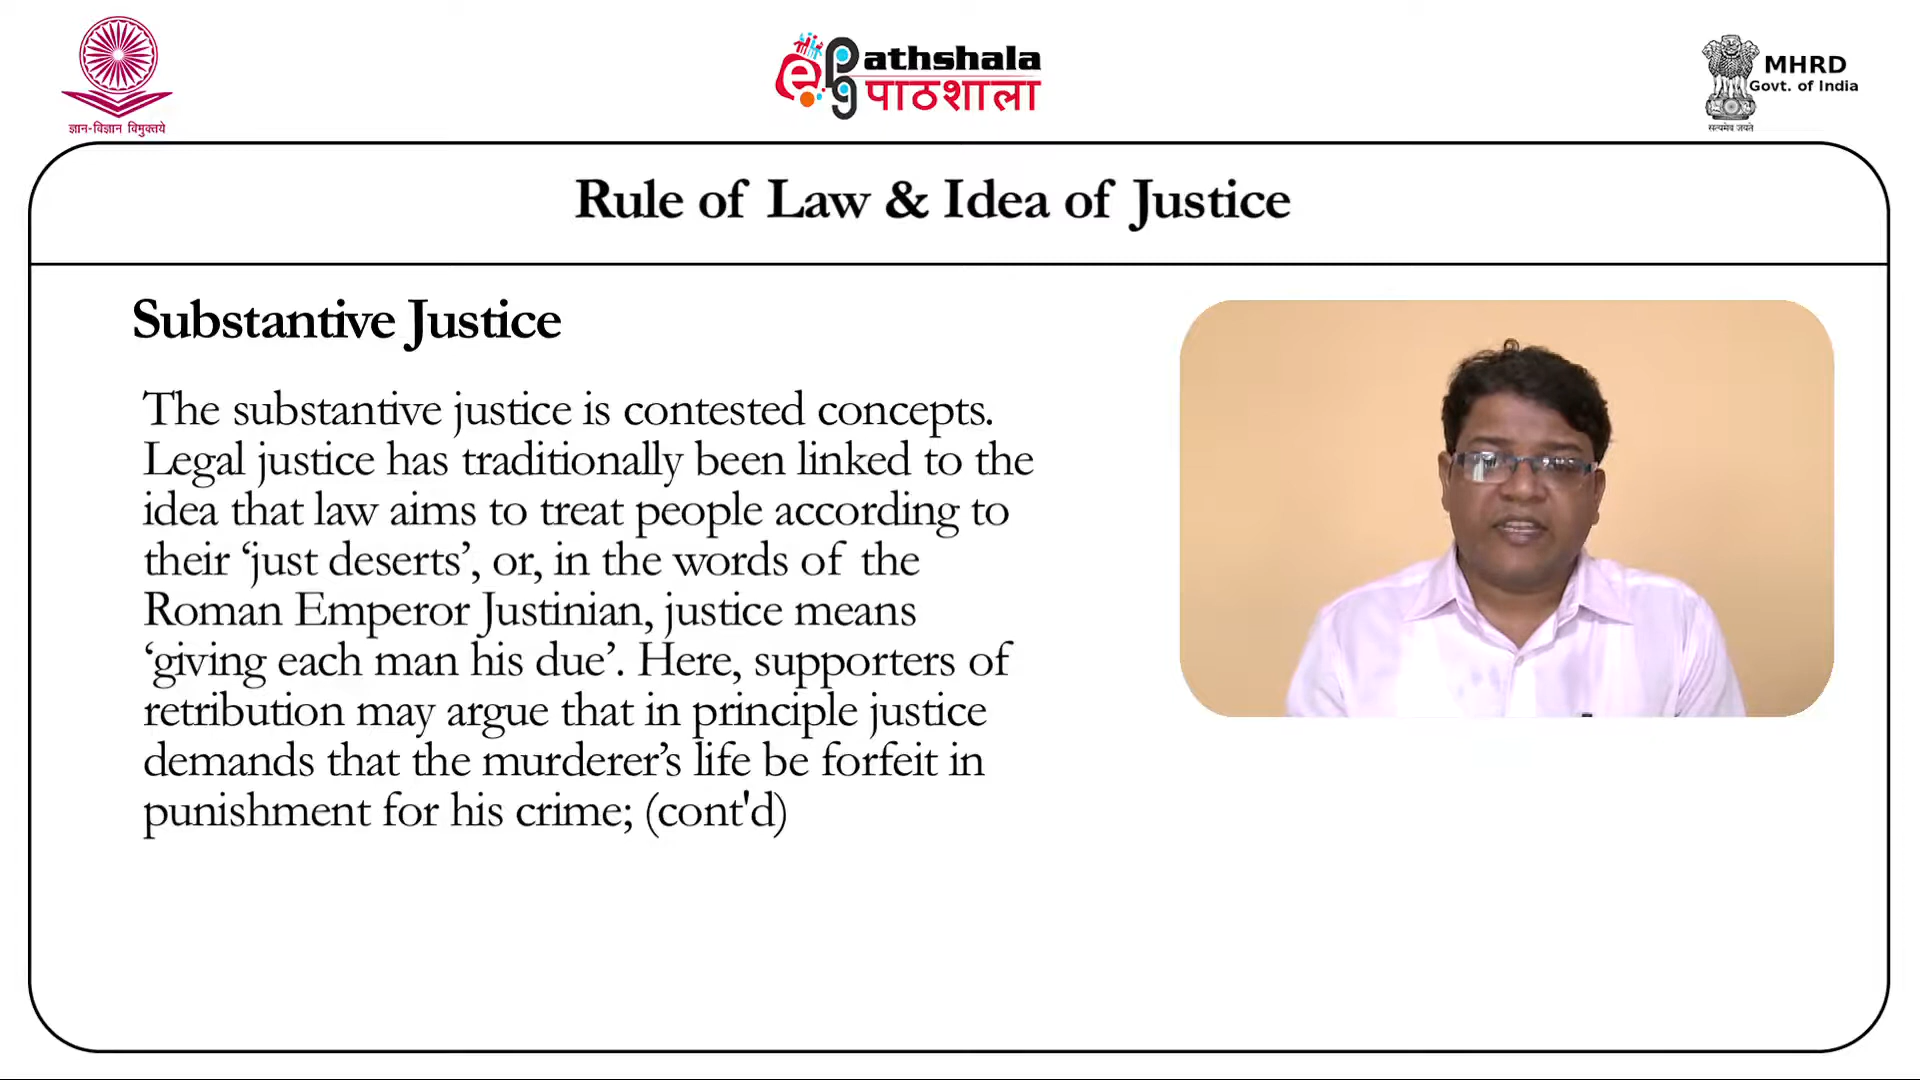 ज्ञान-विज्ञान विमुक्तये
ePathshala
पाठशाला
MHRD
Govt. of India
सत्यमेव जयते
Rule of Law & Idea of Justice
Substantive Justice
The substantive justice is contested concepts.
Legal justice has traditionally been linked to the
idea that law aims to treat people according to
their ‘just deserts’, or, in the words of the
Roman Emperor Justinian, justice means
‘giving each man his due’. Here, supporters of
retribution may argue that in principle justice
demands that the murderer’s life be forfeit in
punishment for his crime; (cont'd)